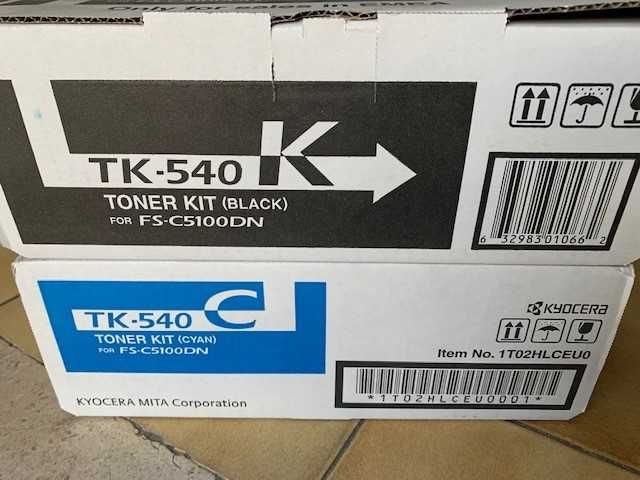 Only for sales in EMEA
K
TK-540
TONER KIT (BLACK)
FOR FS-C5100DN
6 32983 01066 2
C
TK-540
TONER KIT (CYAN)
FOR FS-C5100DN
KYOCERA
Item No. 1T02HLCEU0
*1T02HLCEU0001*
KYOCERA MITA Corporation